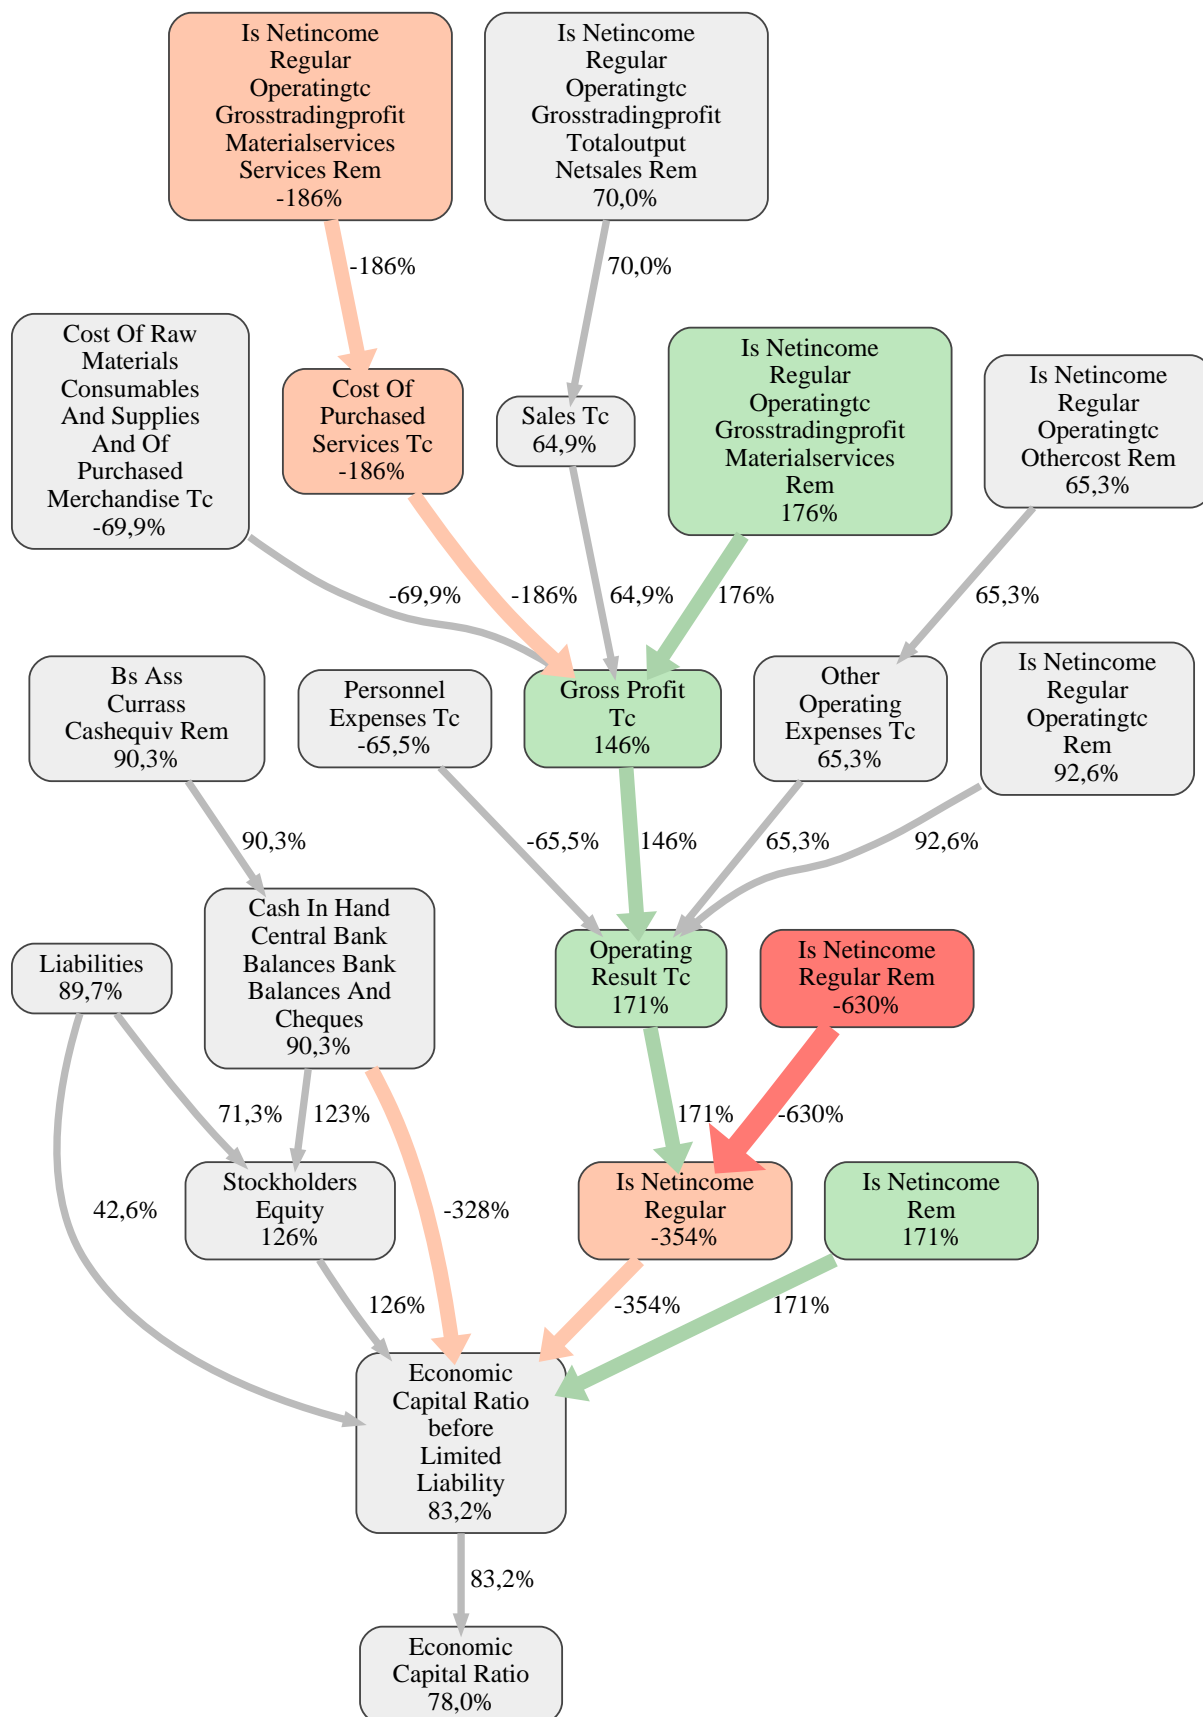 Is Netincome
Regular
Operatingtc
Grosstradingprofit
Materialservices
Services Rem
-186%
Is Netincome
Regular
Operatingtc
Grosstradingprofit
Totaloutput
Netsales Rem
70,0%
-186%
70,0%
Cost Of Raw
Materials
Consumables
And Supplies
And Of
Purchased
Merchandise Tc
-69,9%
Cost Of
Purchased
Services Tc
-186%
Sales Tc
64,9%
Is Netincome
Regular
Operatingtc
Grosstradingprofit
Materialservices
Rem
176%
Is Netincome
Regular
Operatingtc
Othercost Rem
65,3%
-69,9%
-186%
64,9%
176%
65,3%
Bs Ass
Currass
Cashequiv Rem
90,3%
Personnel
Expenses Tc
-65,5%
Gross Profit
Tc
146%
Other
Operating
Expenses Tc
65,3%
Is Netincome
Regular
Operatingtc
Rem
92,6%
90,3%
-65,5%
146%
65,3%
92,6%
Liabilities
89,7%
Cash In Hand
Central Bank
Balances Bank
Balances And
Cheques
90,3%
Operating
Result Tc
171%
Is Netincome
Regular Rem
-630%
71,3%
123%
171%
-630%
42,6%
Stockholders
Equity
126%
-328%
Is Netincome
Regular
-354%
Is Netincome
Rem
171%
126%
-354%
171%
Economic
Capital Ratio
before
Limited
Liability
83,2%
83,2%
Economic
Capital Ratio
78,0%